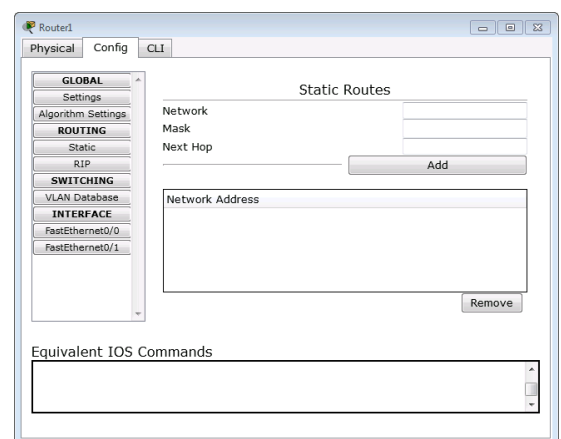 Router1
Physical Config CLI
GLOBAL
Settings
Algorithm Settings
ROUTING
Static
RIP
SWITCHING
VLAN Database
INTERFACE
FastEthernet0/0
FastEthernet0/1
Static Routes
Network
Mask
Next Hop
Add
Network Address
Remove
Equivalent IOS Commands